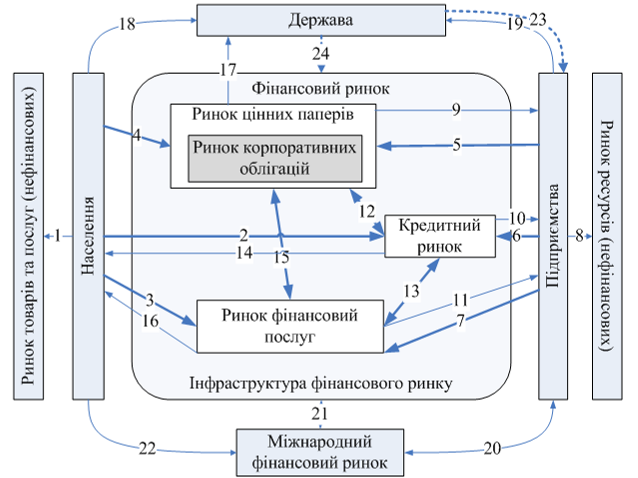 18
Держава
19
23
24
17
Фінансовий ринок
Ринок цінних паперів
9
Ринок корпоративних
облігацій
4
5
12
Кредитний
ринок
10
2
6
1
8
14
15
13
3
16
11
7
Ринок фінансовий
послуг
Інфраструктура фінансового ринку
21
22
Міжнародний
фінансовий ринок
20
Ринок товарів та послуг (нефінансових)
Населення
Підприємства
Ринок ресурсів (нефінансових)